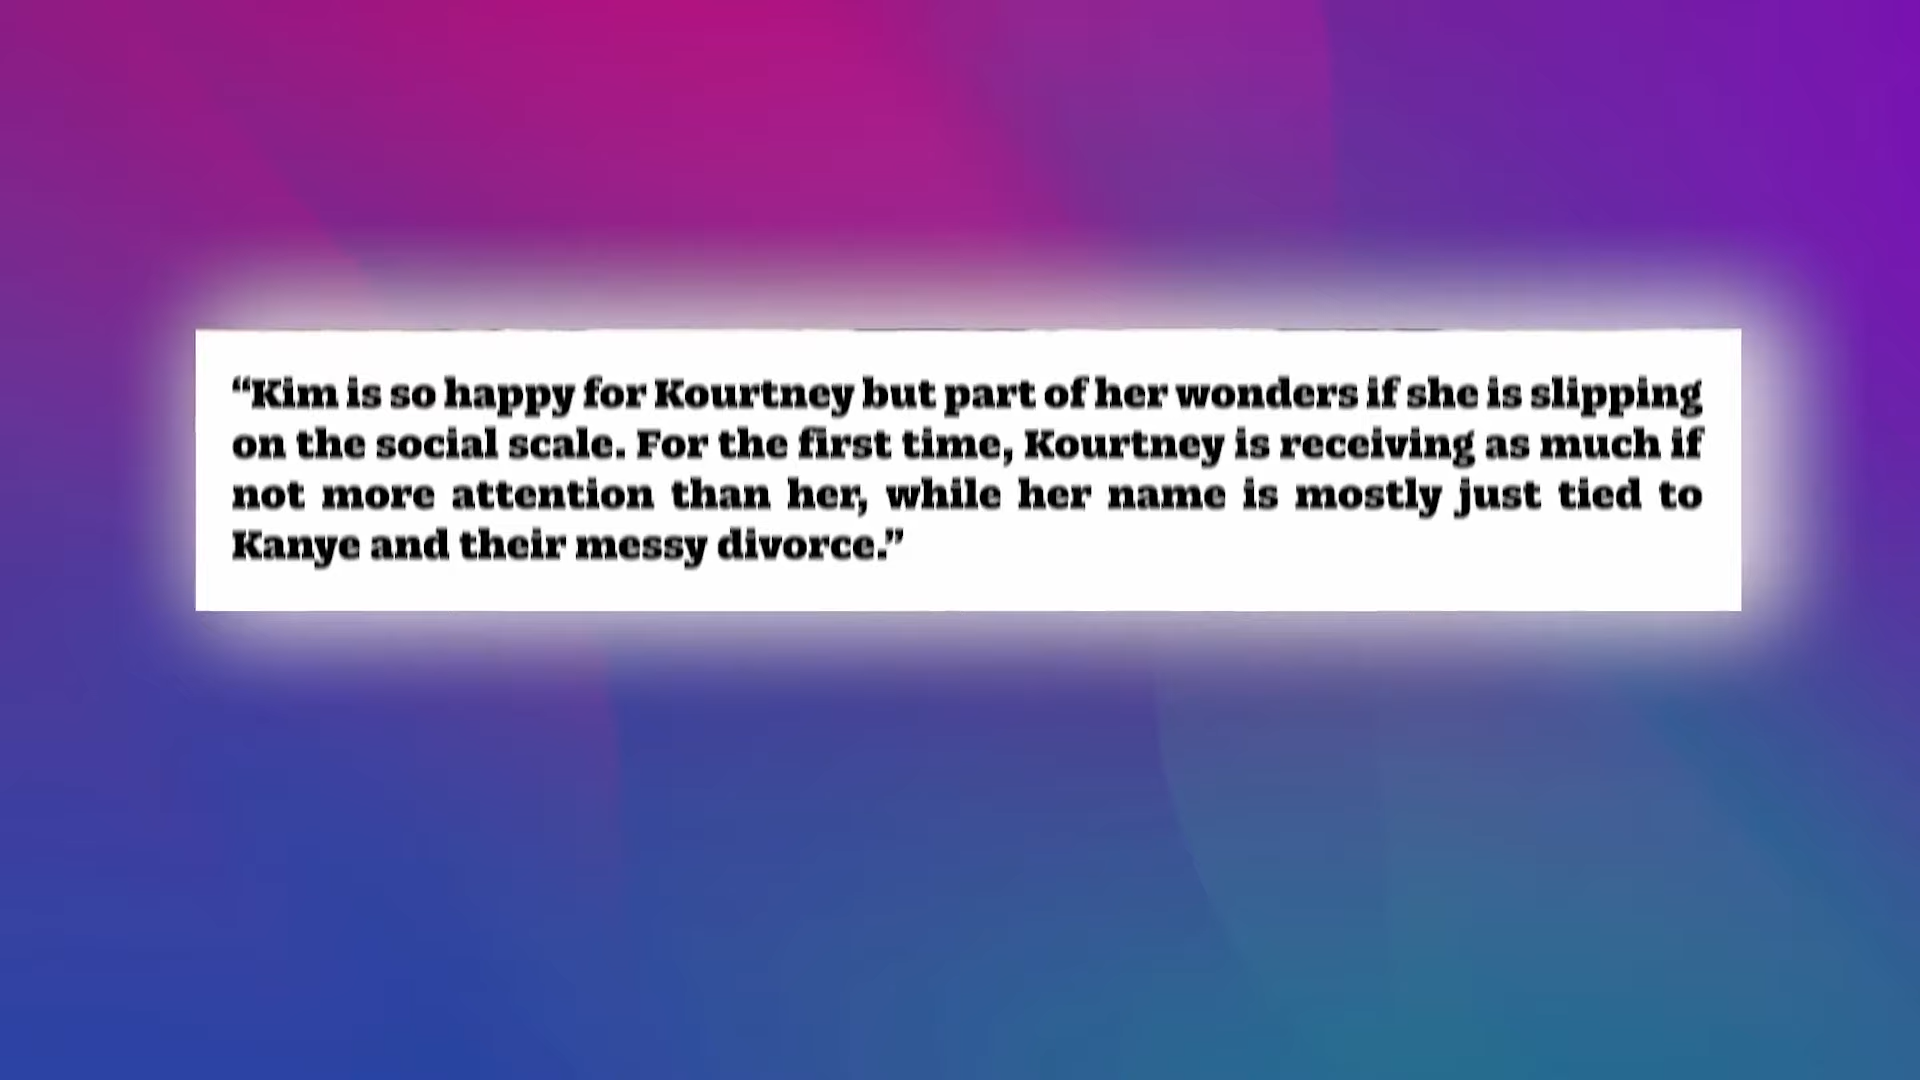 “Kim is so happy for Kourtney but part of her wonders if she is slipping
on the social scale. For the first time, Kourtney is receiving as much if
not more attention than her, while her name is mostly just tied to
Kanye and their messy divorce.”